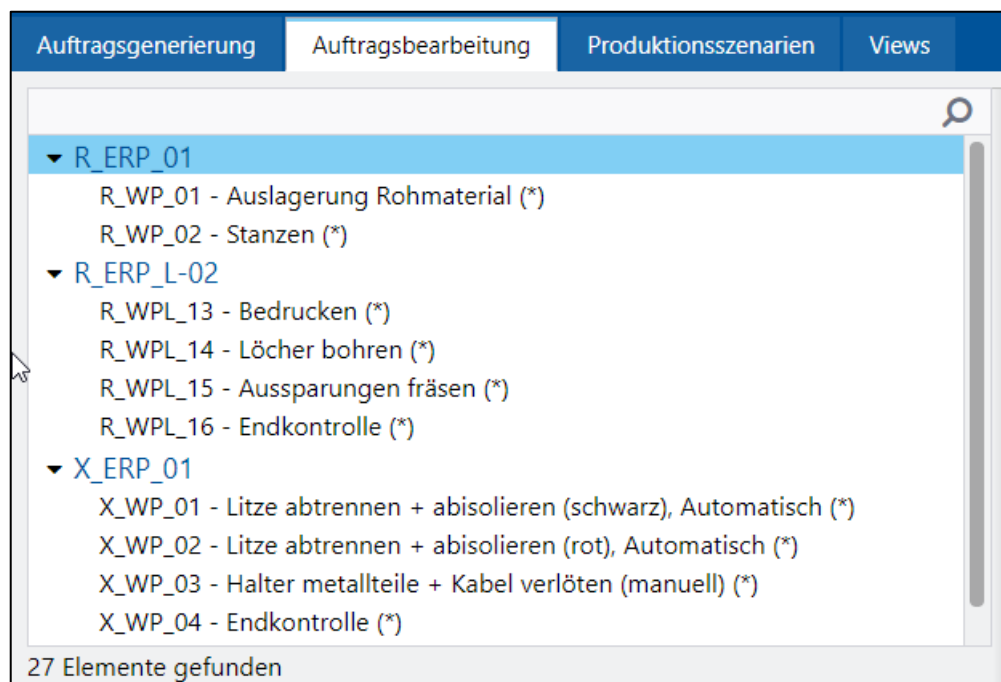 Auftragsgenerierung Auftragsbearbeitung Produktionsszenarien Views
R_ERP_01
R_WP_01 - Auslagerung Rohmaterial (*)
R_WP_02 - Stanzen (*)
R_ERP_L-02
R_WPL_13 - Bedrucken (*)
R_WPL_14 - Löcher bohren (*)
R_WPL_15 - Aussparungen fräsen (*)
R_WPL_16 - Endkontrolle (*)
X_ERP_01
X_WP_01 - Litze abtrennen + abisolieren (schwarz), Automatisch (*)
X_WP_02 - Litze abtrennen + abisolieren (rot), Automatisch (*)
X_WP_03 - Halter metallteile + Kabel verlöten (manuell) (*)
X_WP_04 - Endkontrolle (*)
27 Elemente gefunden